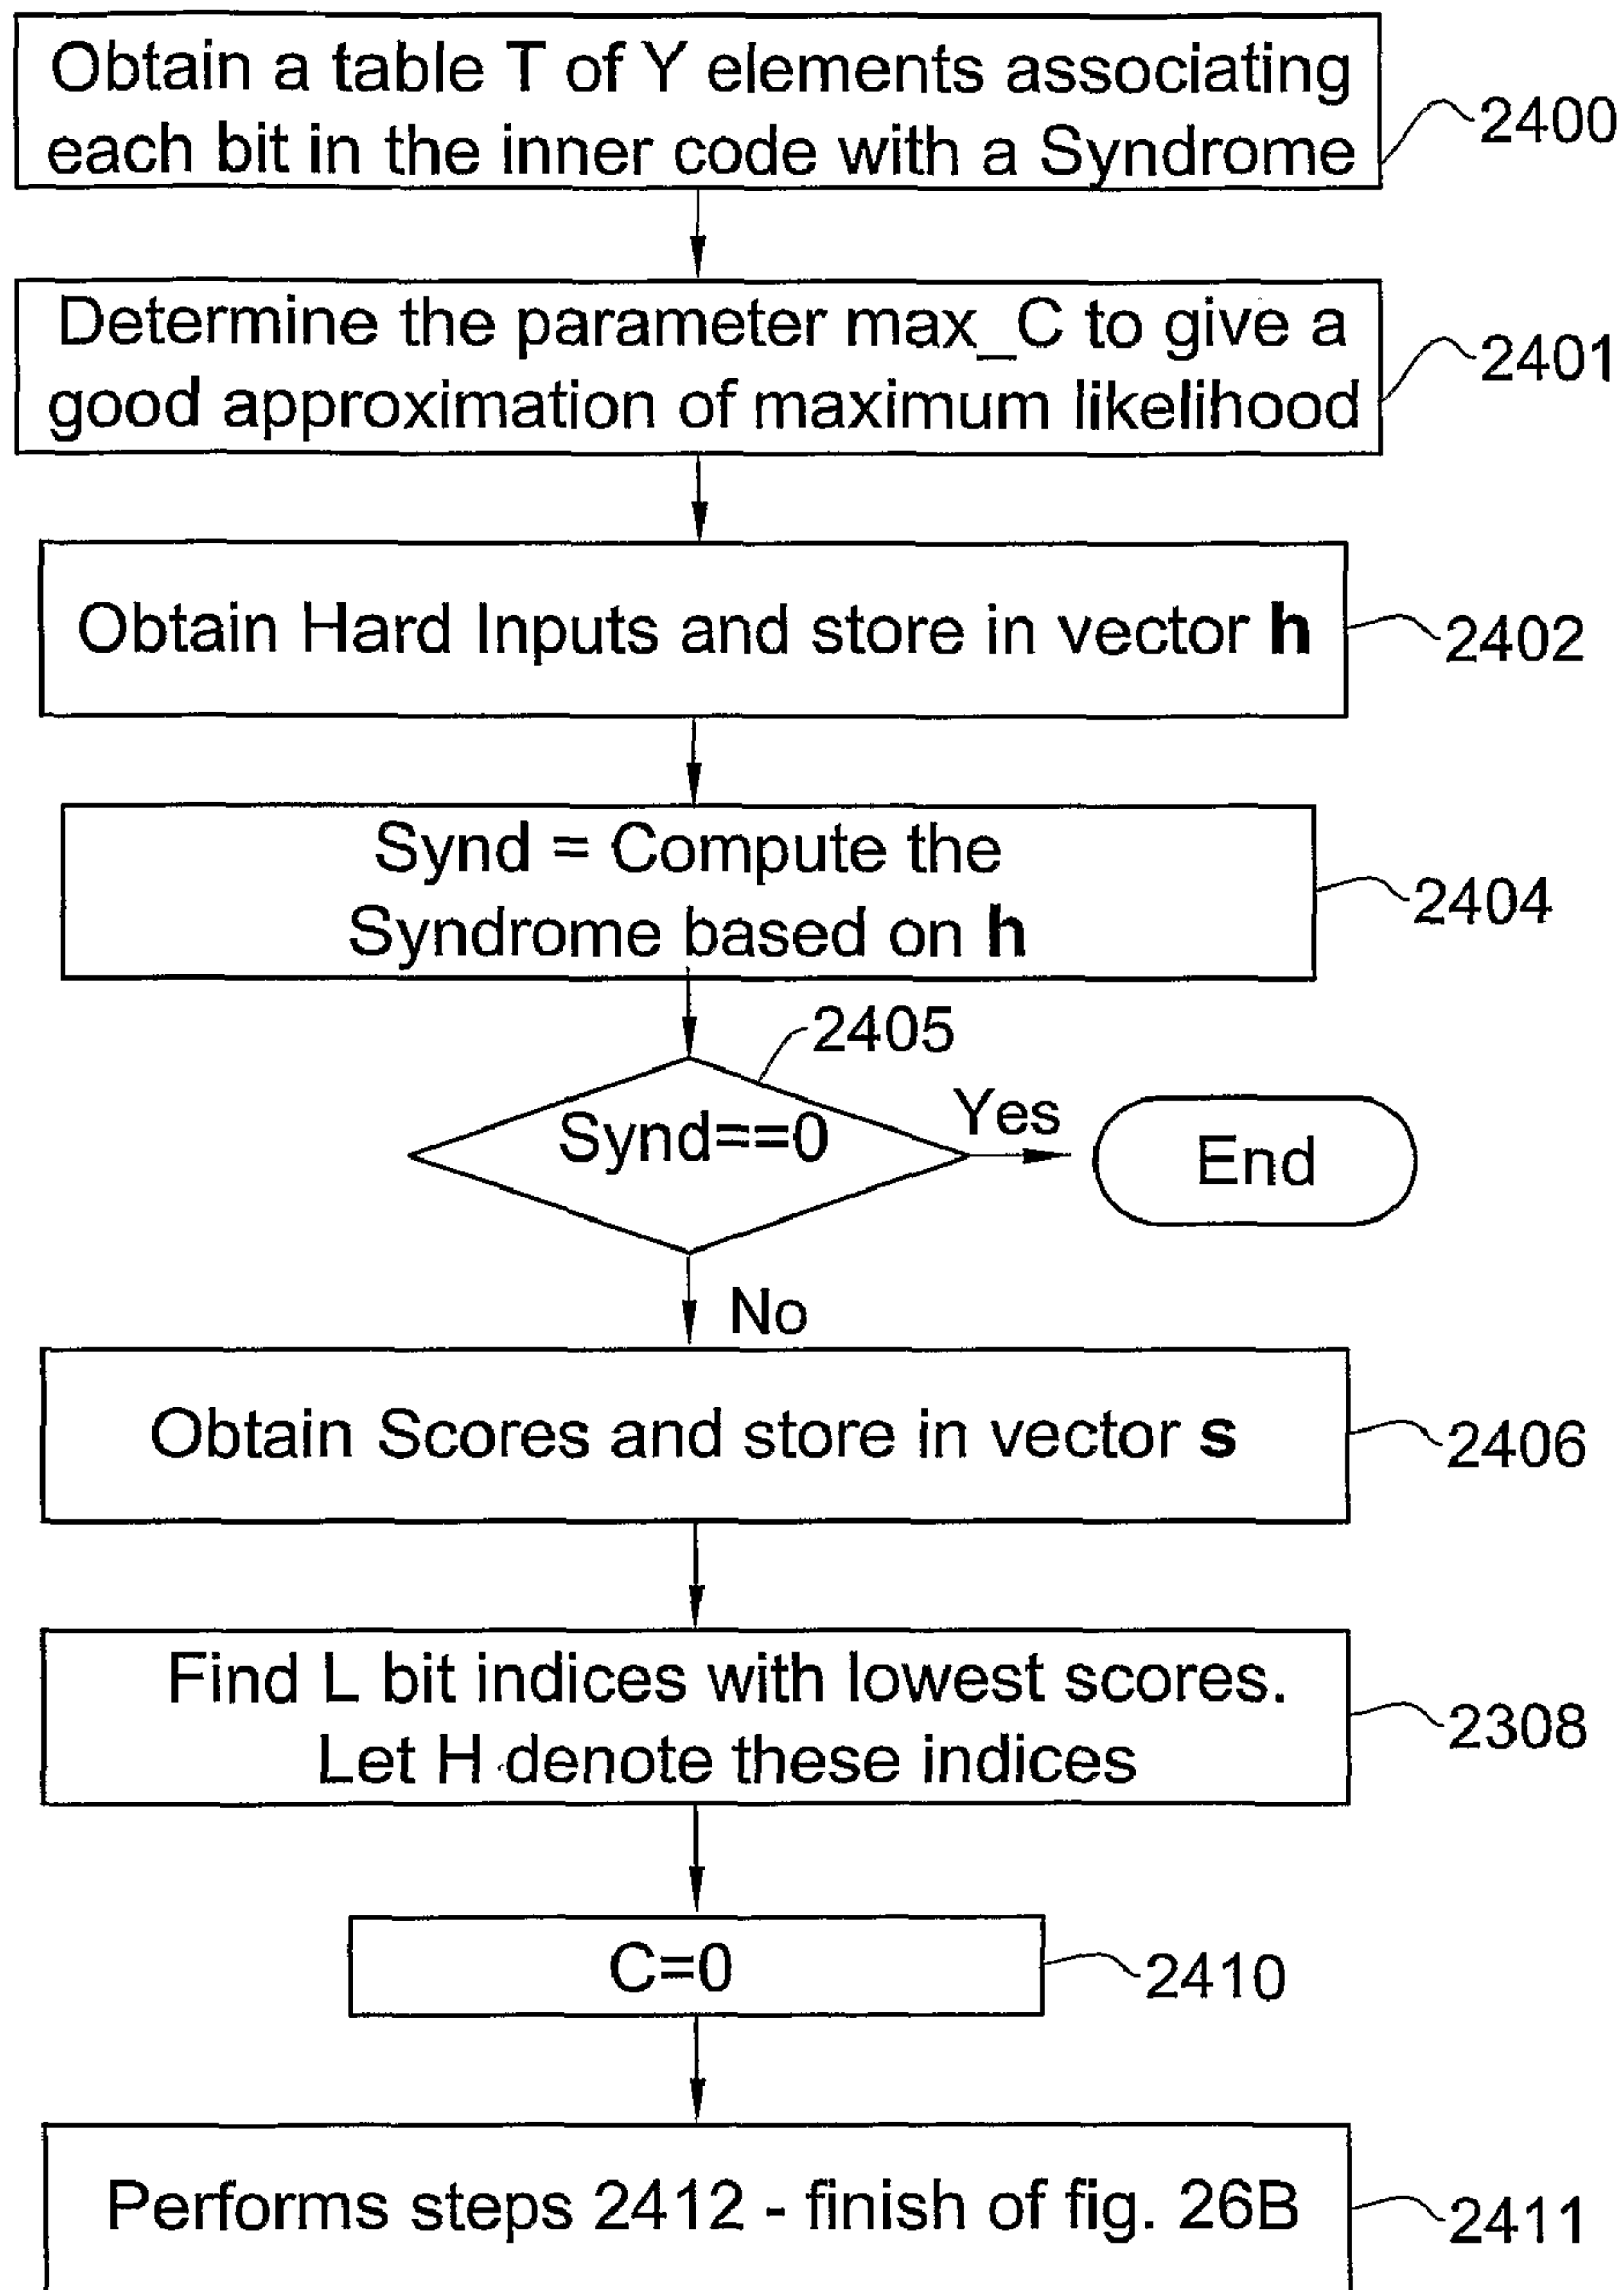 Obtain a table T of Y elements associating
each bit in the inner code with a Syndrome
2400
Determine the parameter max_C to give a
good approximation of maximum likelihood
2401
Obtain Hard Inputs and store in vector h
2402
Synd = Compute the
Syndrome based on h
2404
2405
Synd==0
Yes
End
No
Obtain Scores and store in vector s
2406
Find L bit indices with lowest scores.
Let H denote these indices
2308
C=0
2410
Performs steps 2412 - finish of fig. 26B
2411